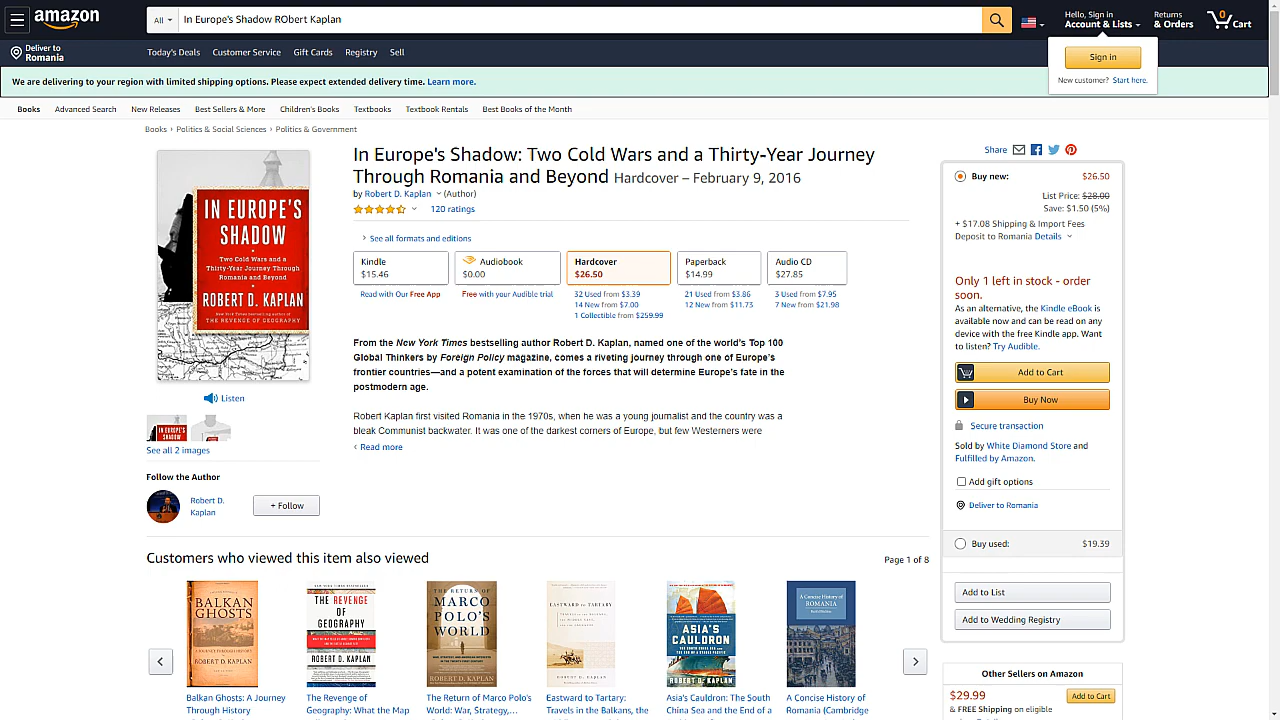 amazon
All
In Europe's Shadow RObert Kaplan
Hello, Sign in
Account & Lists
Returns
& Orders
0
Cart
Deliver to
Romania
Today's Deals
Customer Service
Gift Cards
Registry
Sell
Sign in
New customer? Start here.
We are delivering to your region with limited shipping options. Please expect extended delivery time. Learn more.
Books
Advanced Search
New Releases
Best Sellers & More
Children's Books
Textbooks
Textbook Rentals
Best Books of the Month
Books › Politics & Social Sciences › Politics & Government
IN EUROPE'S
SHADOW
Two Cold Wars and a
Thirty-Year Journey Through
Romania and Beyond
ROBERT D. KAPLAN
New York Times bestselling author of
THE REVENGE OF GEOGRAPHY
Listen
IN EUROPE'S
SHADOW
See all 2 images
Follow the Author
Robert D.
Kaplan
+ Follow
In Europe's Shadow: Two Cold Wars and a Thirty-Year Journey
Through Romania and Beyond Hardcover – February 9, 2016
by Robert D. Kaplan (Author)
120 ratings
See all formats and editions
Kindle
$15.46
Read with Our Free App
Audiobook
$0.00
Free with your Audible trial
Hardcover
$26.50
32 Used from $3.39
14 New from $7.00
1 Collectible from $259.99
Paperback
$14.99
21 Used from $3.86
12 New from $11.73
Audio CD
$27.85
3 Used from $7.95
7 New from $21.98
From the New York Times bestselling author Robert D. Kaplan, named one of the world's Top 100
Global Thinkers by Foreign Policy magazine, comes a riveting journey through one of Europe's
frontier countries—and a potent examination of the forces that will determine Europe's fate in the
postmodern age.
Robert Kaplan first visited Romania in the 1970s, when he was a young journalist and the country was a
bleak Communist backwater. It was one of the darkest corners of Europe, but few Westerners were
Read more
Share
Buy new:
$26.50
List Price: $28.00
Save: $1.50 (5%)
+ $17.08 Shipping & Import Fees
Deposit to Romania Details
Only 1 left in stock - order
soon.
As an alternative, the Kindle eBook is
available now and can be read on any
device with the free Kindle app. Want
to listen? Try Audible.
Add to Cart
Buy Now
Secure transaction
Sold by White Diamond Store and
Fulfilled by Amazon.
Add gift options
Deliver to Romania
Buy used:
$19.39
Add to List
Add to Wedding Registry
Other Sellers on Amazon
$29.99
Add to Cart
& FREE Shipping on eligible
Customers who viewed this item also viewed
Page 1 of 8
BALKAN
GHOSTS
A JOURNEY THROUGH HISTORY
ROBERT D. KAPLAN
Balkan Ghosts: A Journey
Through History
THE REVENGE
OF
GEOGRAPHY
ROBERT D. KAPLAN
The Revenge of
Geography: What the Map
THE RETURN OF
MARCO
POLO'S
WORLD
ROBERT D. KAPLAN
The Return of Marco Polo's
World: War, Strategy,...
EASTWARD to TARTARY
ROBERT D. KAPLAN
Eastward to Tartary:
Travels in the Balkans, the
ASIA'S
CAULDRON
THE SOUTH CHINA SEA AND
THE END OF A STABLE PACIFIC
ROBERT D. KAPLAN
Asia's Cauldron: The South
China Sea and the End of a
A Concise History of
ROMANIA
A Concise History of
Romania (Cambridge